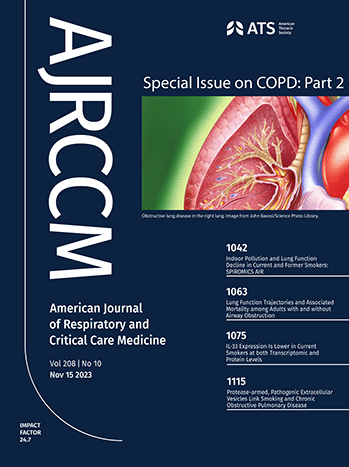 ATS
American
Thoracic
Society
AJRCCM
Special Issue on COPD: Part 2
Obstructive lung disease in the right lung. Image from John Bavosi/Science Photo Library.
American Journal
of Respiratory and
Critical Care Medicine
Vol 208 | No 10
Nov 15 2023
1042
Indoor Pollution and Lung Function
Decline in Current and Former Smokers:
SPIROMICS AIR
1063
Lung Function Trajectories and Associated
Mortality among Adults with and without
Airway Obstruction
1075
IL-33 Expression Is Lower in Current
Smokers at both Transcriptomic and
Protein Levels
1115
Protease-armed, Pathogenic Extracellular
Vesicles Link Smoking and Chronic
Obstructive Pulmonary Disease
IMPACT
FACTOR
24.7